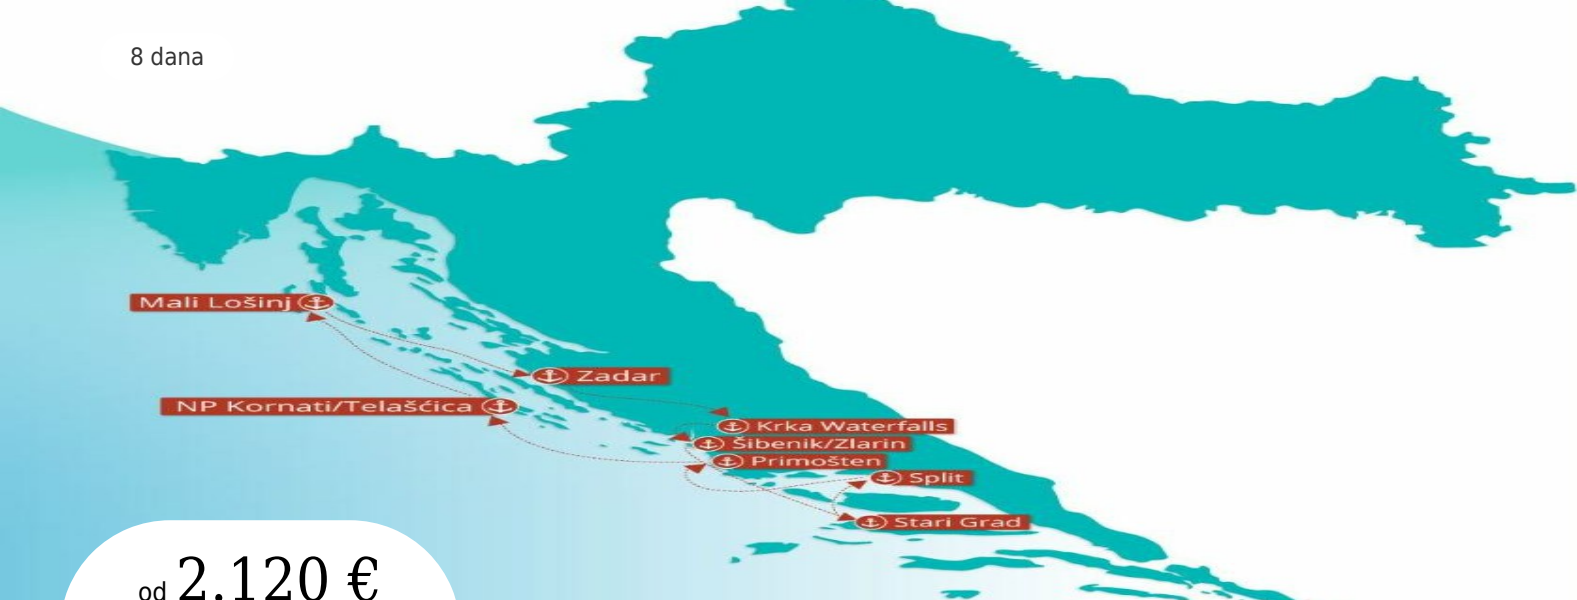 8 dana
Mali Lošinj
Zadar
NP Kornati/Telašćica
Krka Waterfalls
Šibenik/Zlarin
Primošten
Split
Stari Grad
od 2.120 €